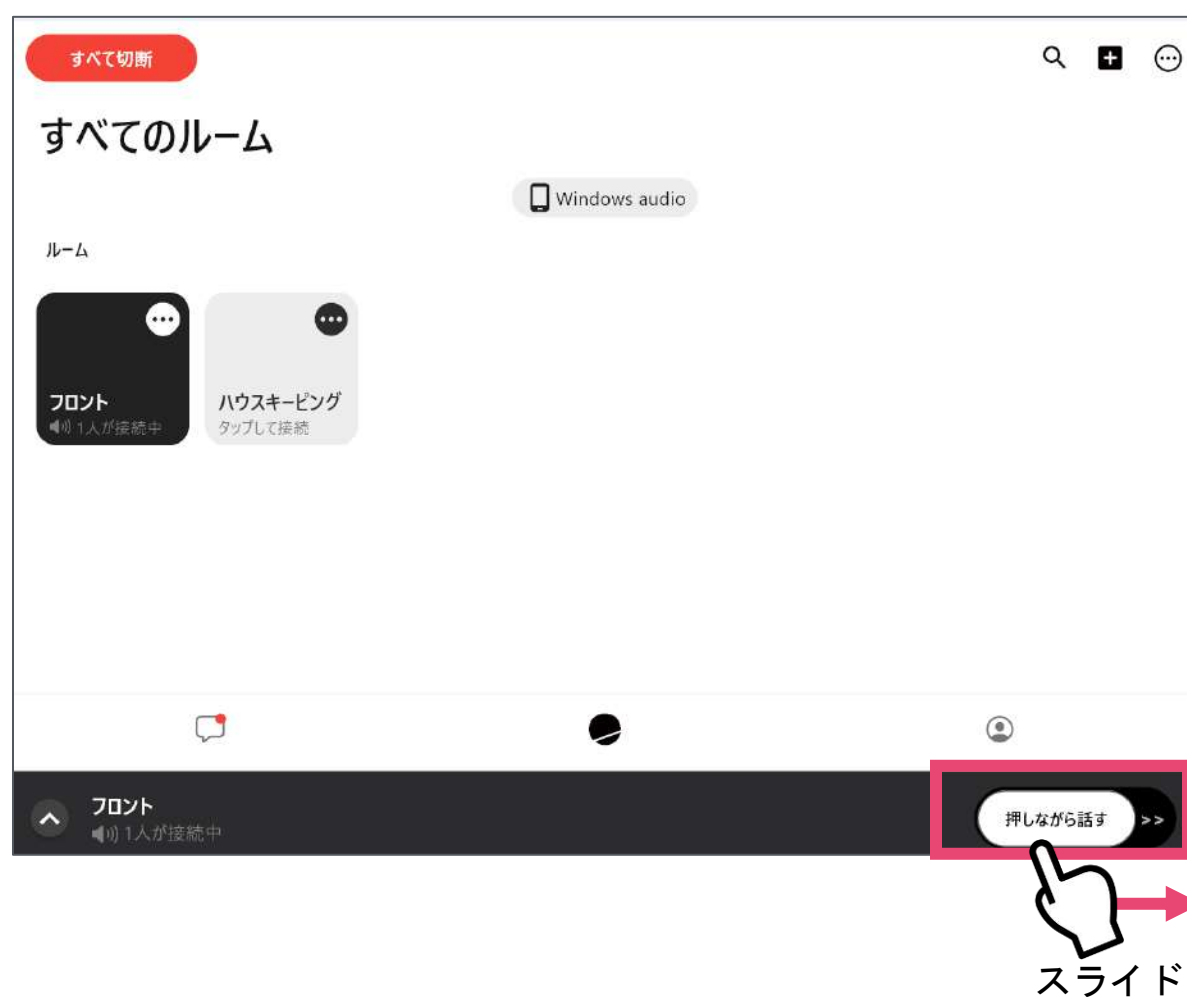 すべて切断
すべてのルーム
Windows audio
ルーム
フロント
1人が接続中
ハウスキーピング
タップして接続
フロント
1人が接続中
押しながら話す >>
スライド